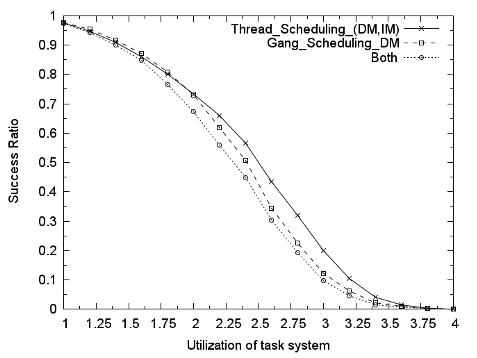 1
0.9
0.8
0.7
0.6
0.5
0.4
0.3
0.2
0.1
0
Success Ratio
Thread_Scheduling_(DM,IM)
Gang_Scheduling_DM
Both
1 1.25 1.5 1.75 2 2.25 2.5 2.75 3 3.25 3.5 3.75 4
Utilization of task system